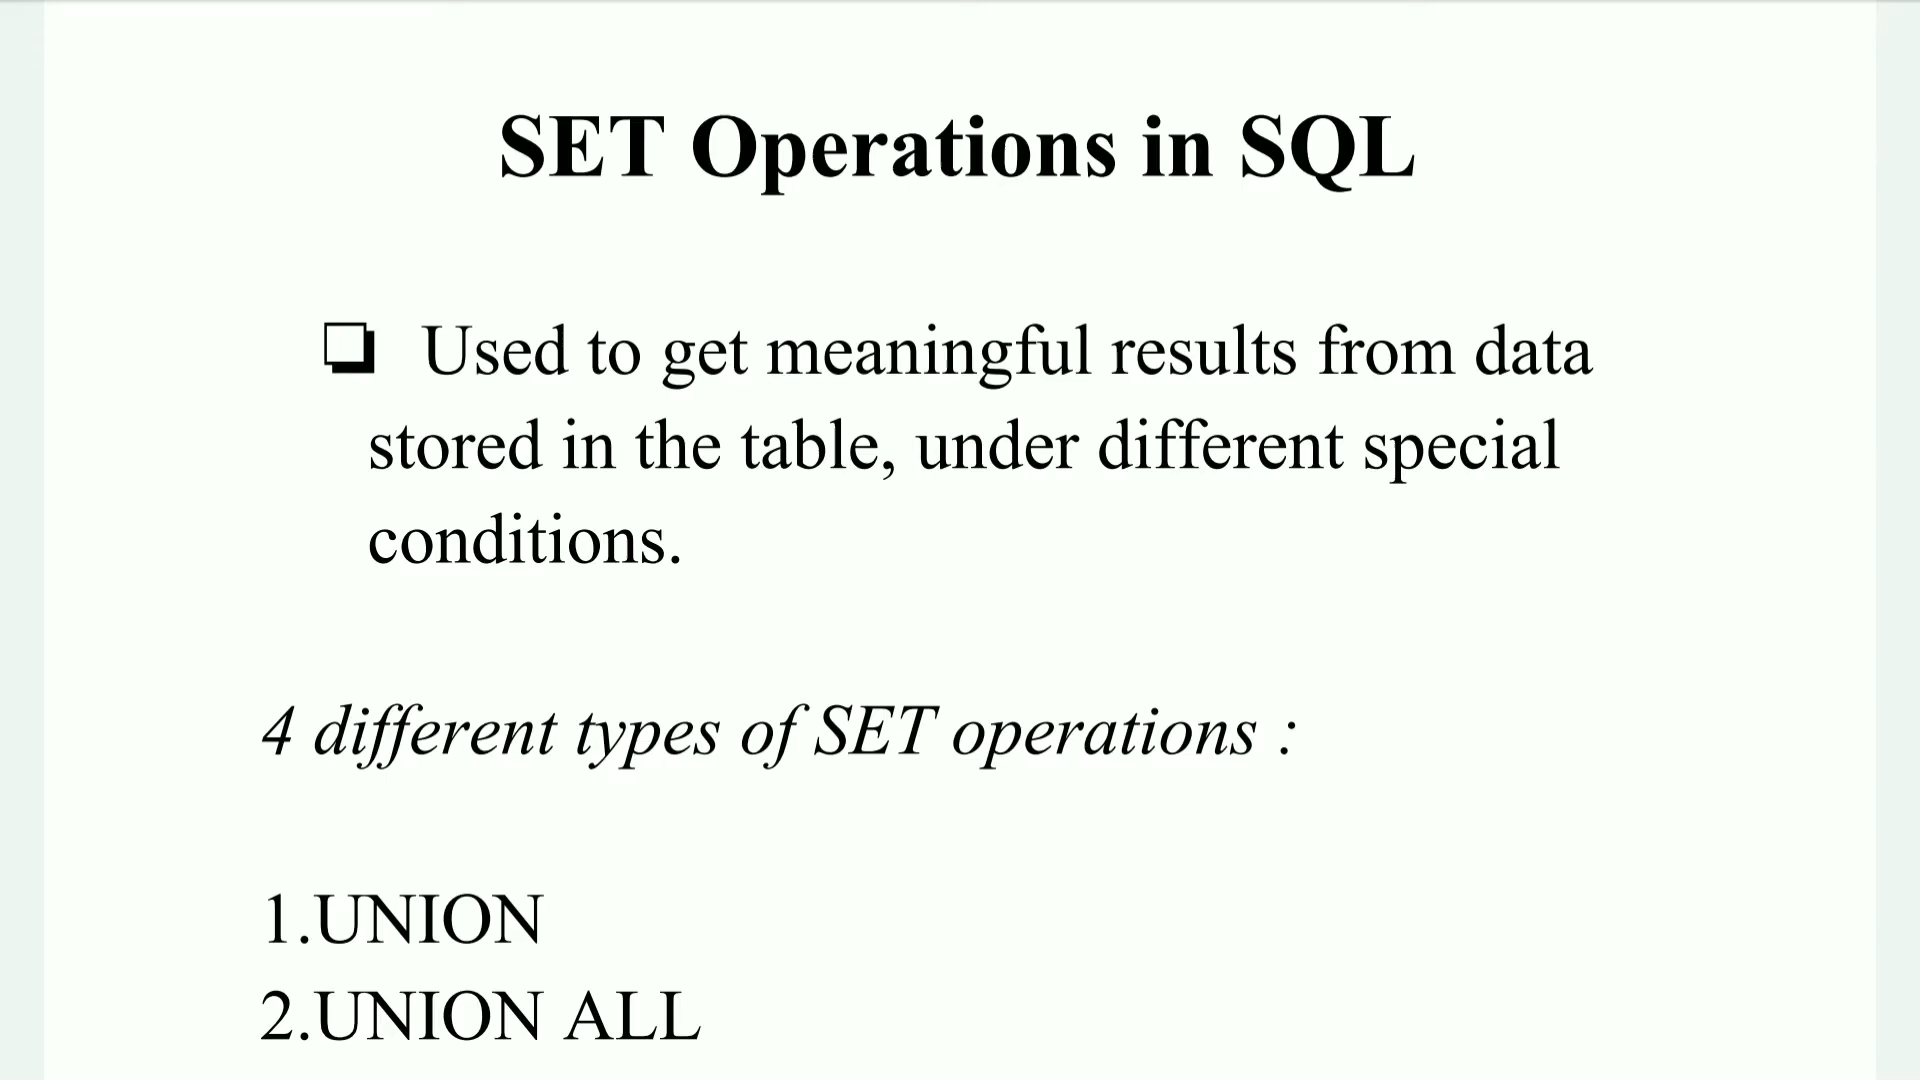 SET Operations in SQL
❏ Used to get meaningful results from data
stored in the table, under different special
conditions.
4 different types of SET operations :
1.UNION
2.UNION ALL